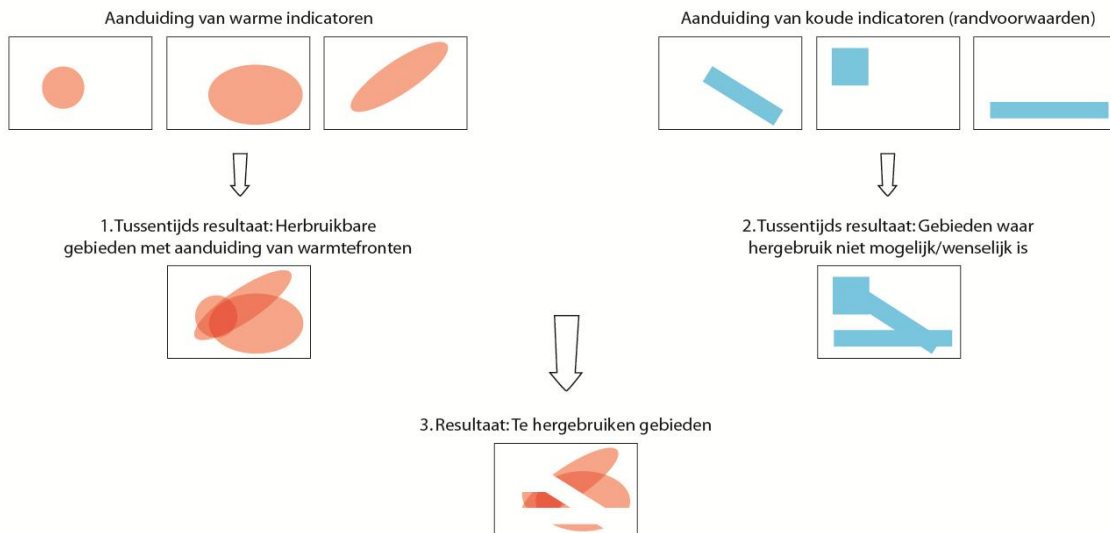 Aanduiding van warme indicatoren
Aanduiding van koude indicatoren (randvoorwaarden)
1. Tussentijds resultaat: Herbruikbare
gebieden met aanduiding van warmtefronten
2. Tussentijds resultaat: Gebieden waar
hergebruik niet mogelijk/wenselijk is
3. Resultaat: Te hergebruiken gebieden